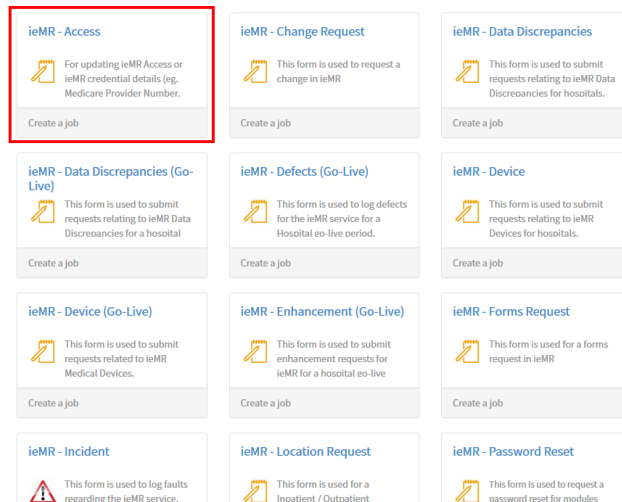 ieMR - Access
For updating ieMR Access or
ieMR credential details (eg.
Medicare Provider Number.
Create a job
ieMR - Change Request
This form is used to request a
change in ieMR
Create a job
ieMR - Data Discrepancies
This form is used to submit
requests relating to ieMR Data
Discrepancies for hospitals.
Create a job
ieMR - Data Discrepancies (Go-
Live)
This form is used to submit
requests relating to ieMR Data
Discrepancies for a hospital
Create a job
ieMR - Defects (Go-Live)
This form is used to log defects
for the ieMR service for a
Hospital go-live period.
Create a job
ieMR - Device
This form is used to submit
requests relating to ieMR
Devices for hospitals.
Create a job
ieMR - Device (Go-Live)
This form is used to submit
requests related to ieMR
Medical Devices.
Create a job
ieMR - Enhancement (Go-Live)
This form is used to submit
enhancement requests for
ieMR for a hospital go-live
Create a job
ieMR - Forms Request
This form is used for a forms
request in ieMR
Create a job
ieMR - Incident
This form is used to log faults
regarding the ieMR service.
ieMR - Location Request
This form is used for a
Inpatient / Outpatient
ieMR - Password Reset
This form is used to request a
password reset for modules